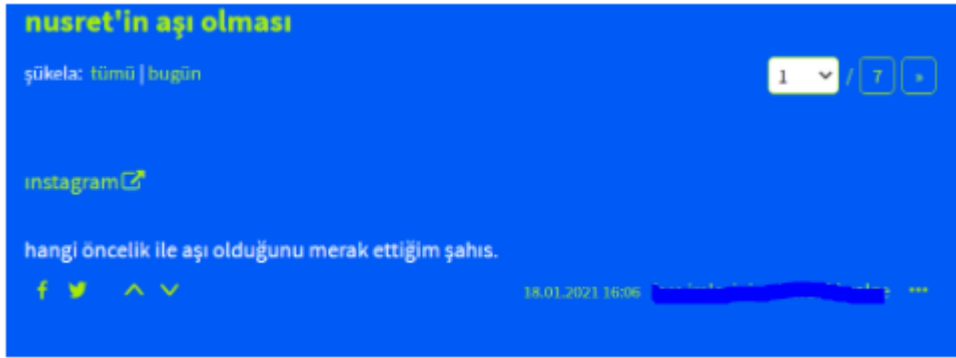 nusret'in aşı olması
şükela: tümü | bugün
1 / 7 »
ınstagram
hangi öncelik ile aşı olduğunu merak ettiğim şahıs.
18.01.2021 16:06